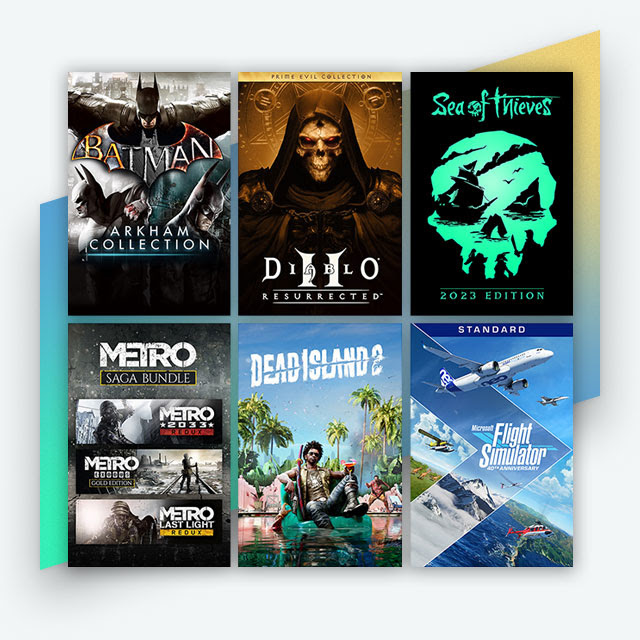 BATMAN
ARKHAM
COLLECTION
PRIME EVIL COLLECTION
DIABLO
II
RESURRECTED™
Sea of Thieves
2023 EDITION
METRO
SAGA BUNDLE
METRO
2033
REDUX
METRO
EXODUS
GOLD EDITION
METRO
LAST LIGHT
REDUX
DEAD ISLAND 2
STANDARD
Microsoft
Flight
Simulator
40TH ANNIVERSARY